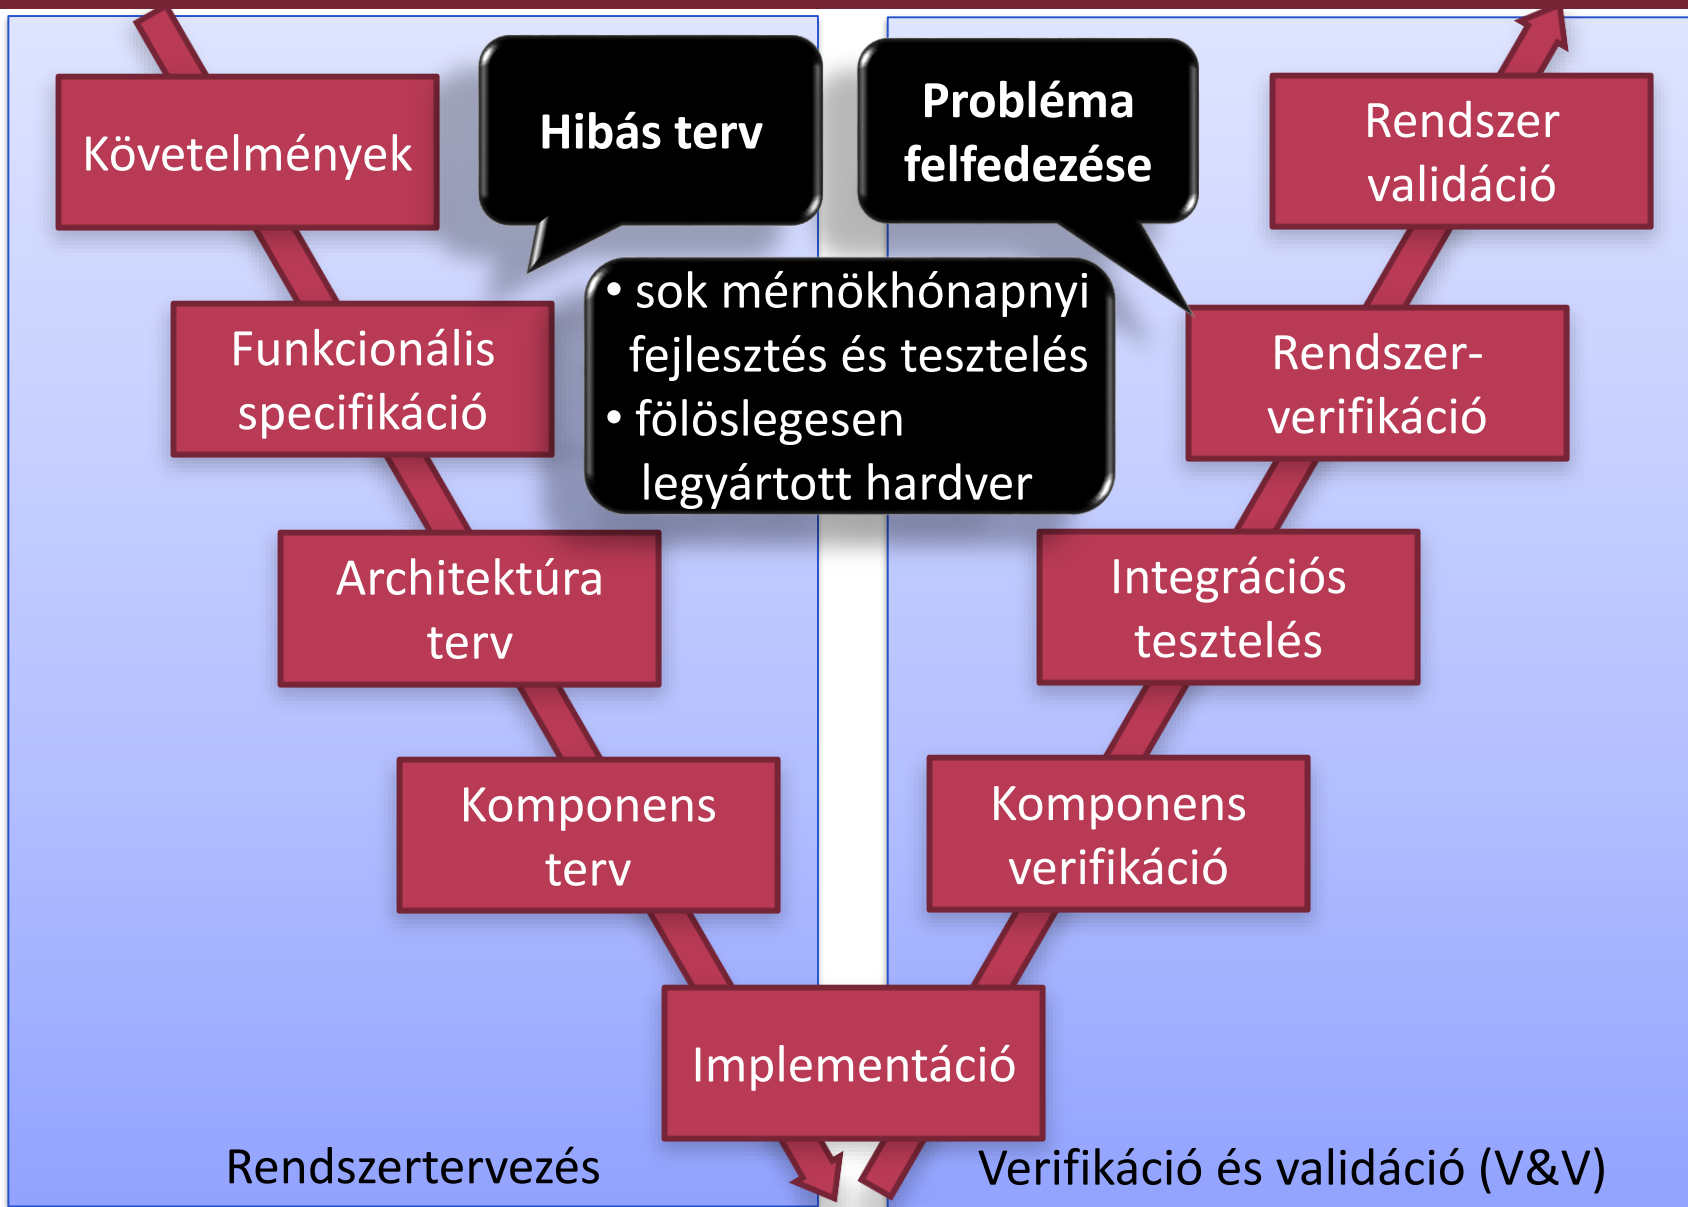 Követelmények
Hibás terv
Probléma
felfedezése
Rendszer
validáció
• sok mérnökhónapnyi
fejlesztés és tesztelés
• fölöslegesen
legyártott hardver
Funkcionális
specifikáció
Rendszer-
verifikáció
Architektúra
terv
Integrációs
tesztelés
Komponens
terv
Komponens
verifikáció
Implementáció
Rendszertervezés
Verifikáció és validáció (V&V)